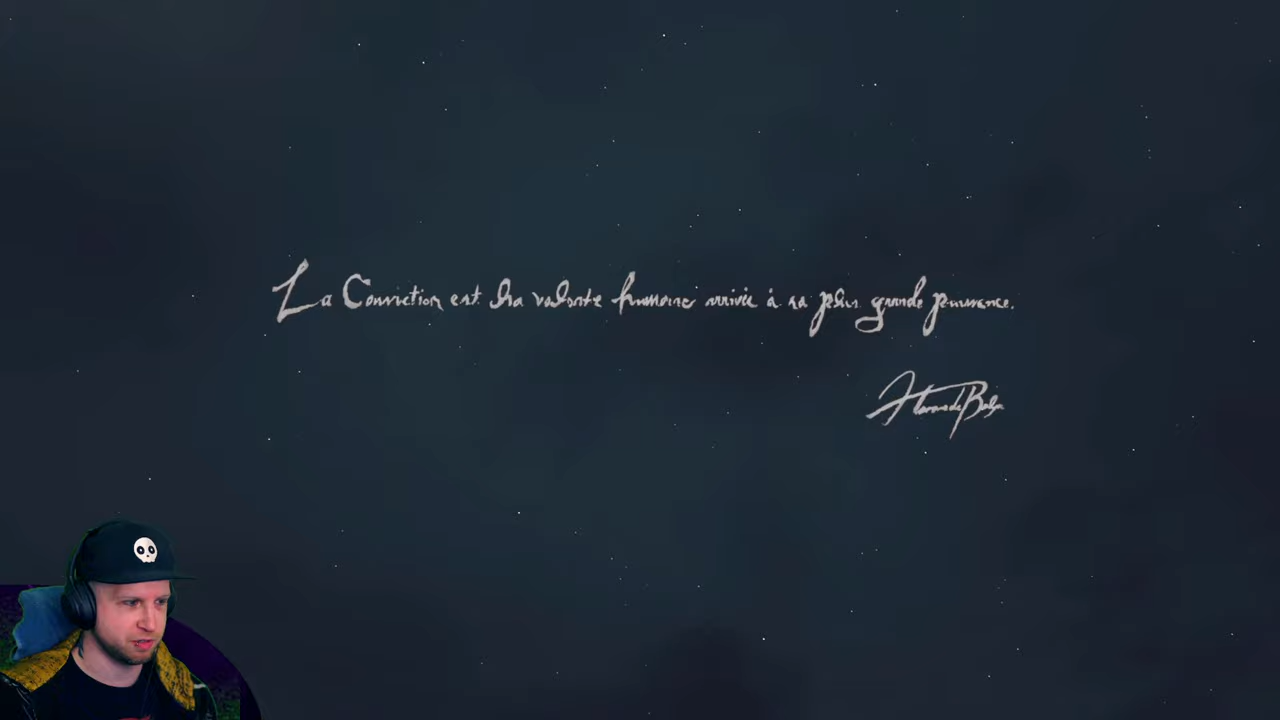 La Conviction est la volonté humaine arrivée à sa plus grande puissance.